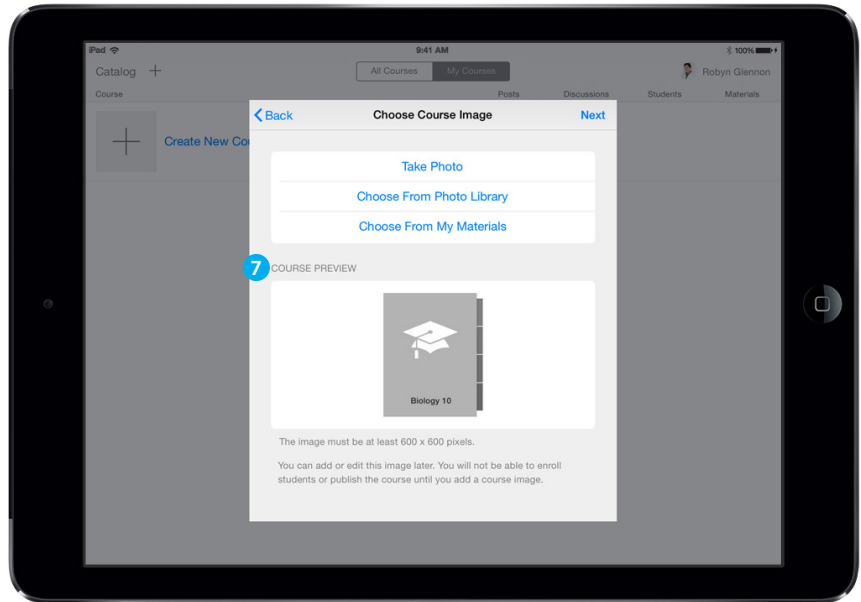 iPad 9:41 AM 100%
Catalog + All Courses My Courses Robyn Glennon
Course Posts Discussions Students Materials
Create New Cou
Back Choose Course Image Next
Take Photo
Choose From Photo Library
Choose From My Materials
7 COURSE PREVIEW
Biology 10
The image must be at least 600 x 600 pixels.
You can add or edit this image later. You will not be able to enroll
students or publish the course until you add a course image.